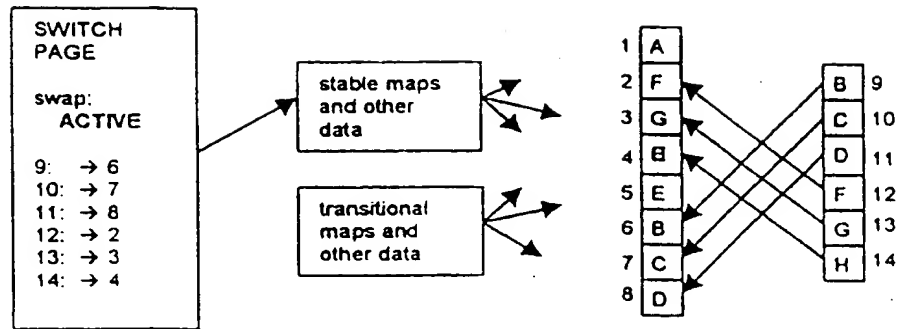 SWITCH
PAGE
swap:
ACTIVE
9: → 6
10: → 7
11: → 8
12: → 2
13: → 3
14: → 4
stable maps
and other
data
transitional
maps and
other data
1 A
2 F
3 G
4
5 E
6 B
7 C
8 D
B 9
C 10
D 11
F 12
G 13
H 14